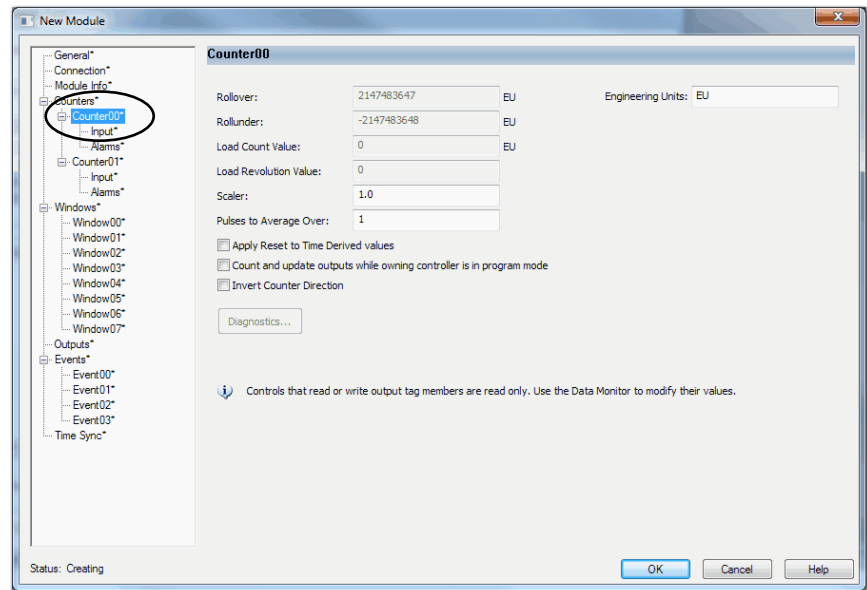 New Module
General*
Connection*
Module Info*
Counters*
Counter00*
Input*
Alarms*
Counter01*
Input*
Alarms*
Windows*
Window00*
Window01*
Window02*
Window03*
Window04*
Window05*
Window06*
Window07*
Outputs*
Events*
Event00*
Event01*
Event02*
Event03*
Time Sync*
Counter00
Rollover: 2147483647 EU Engineering Units: EU
Rollunder: -2147483648 EU
Load Count Value: 0 EU
Load Revolution Value: 0
Scaler: 1.0
Pulses to Average Over: 1
Apply Reset to Time Derived values
Count and update outputs while owning controller is in program mode
Invert Counter Direction
Diagnostics...
Controls that read or write output tag members are read only. Use the Data Monitor to modify their values.
Status: Creating
OK Cancel Help